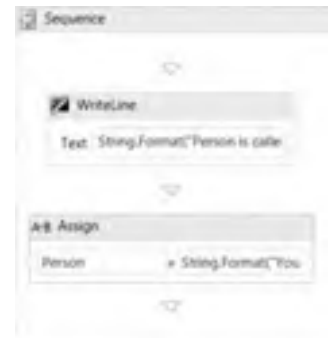 Sequence
WriteLine
Text String.Format("Person is calle
A+B Assign
Person = String.Format("You